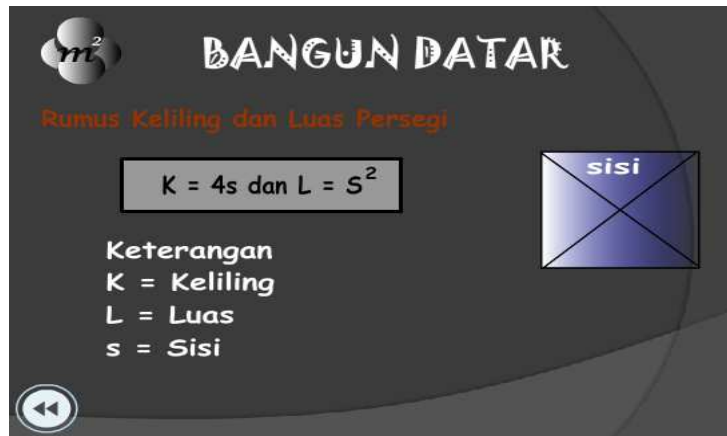 m²
BANGUN DATAR
Rumus Keliling dan Luas Persegi
K = 4s dan L = S²
sisi
Keterangan
K = Keliling
L = Luas
s = Sisi